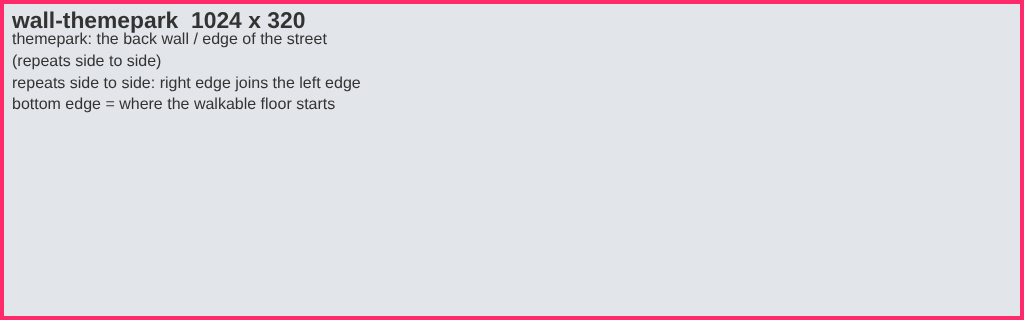 wall-themepark  1024 x 320
themepark: the back wall / edge of the street
(repeats side to side)
repeats side to side: right edge joins the left edge
bottom edge = where the walkable floor starts